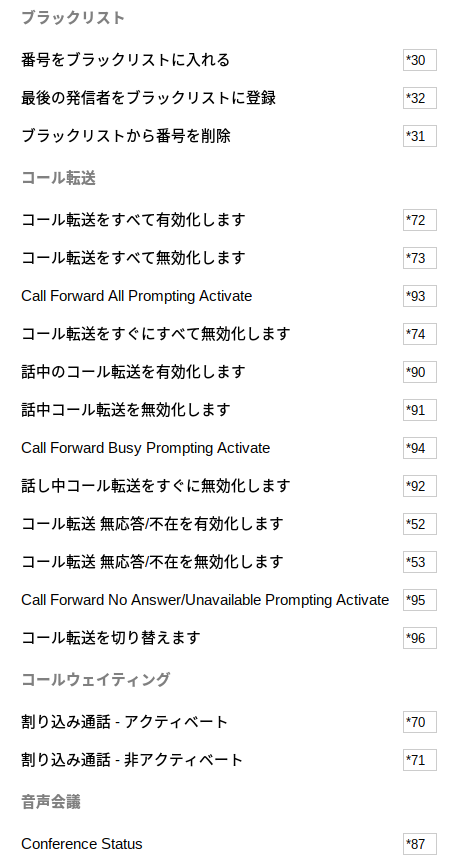 ブラックリスト
番号をブラックリストに入れる *30
最後の発信者をブラックリストに登録 *32
ブラックリストから番号を削除 *31
コール転送
コール転送をすべて有効化します *72
コール転送をすべて無効化します *73
Call Forward All Prompting Activate *93
コール転送をすぐにすべて無効化します *74
話中のコール転送を有効化します *90
話中コール転送を無効化します *91
Call Forward Busy Prompting Activate *94
話し中コール転送をすぐに無効化します *92
コール転送 無応答/不在を有効化します *52
コール転送 無応答/不在を無効化します *53
Call Forward No Answer/Unavailable Prompting Activate *95
コール転送を切り替えます *96
コールウェイティング
割り込み通話 - アクティベート *70
割り込み通話 - 非アクティベート *71
音声会議
Conference Status *87